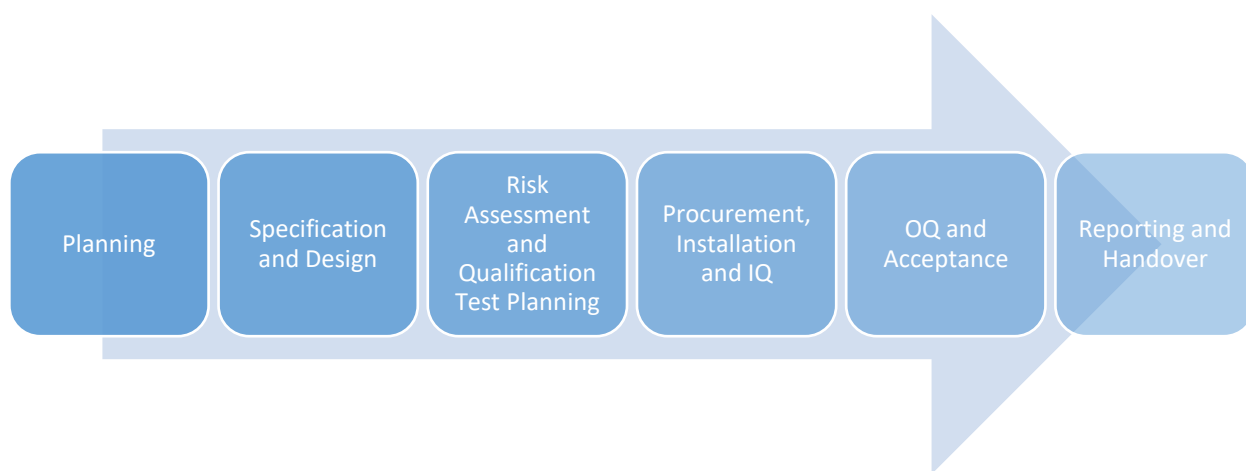 Planning
Specification
and Design
Risk
Assessment
and
Qualification
Test Planning
Procurement,
Installation
and IQ
OQ and
Acceptance
Reporting and
Handover